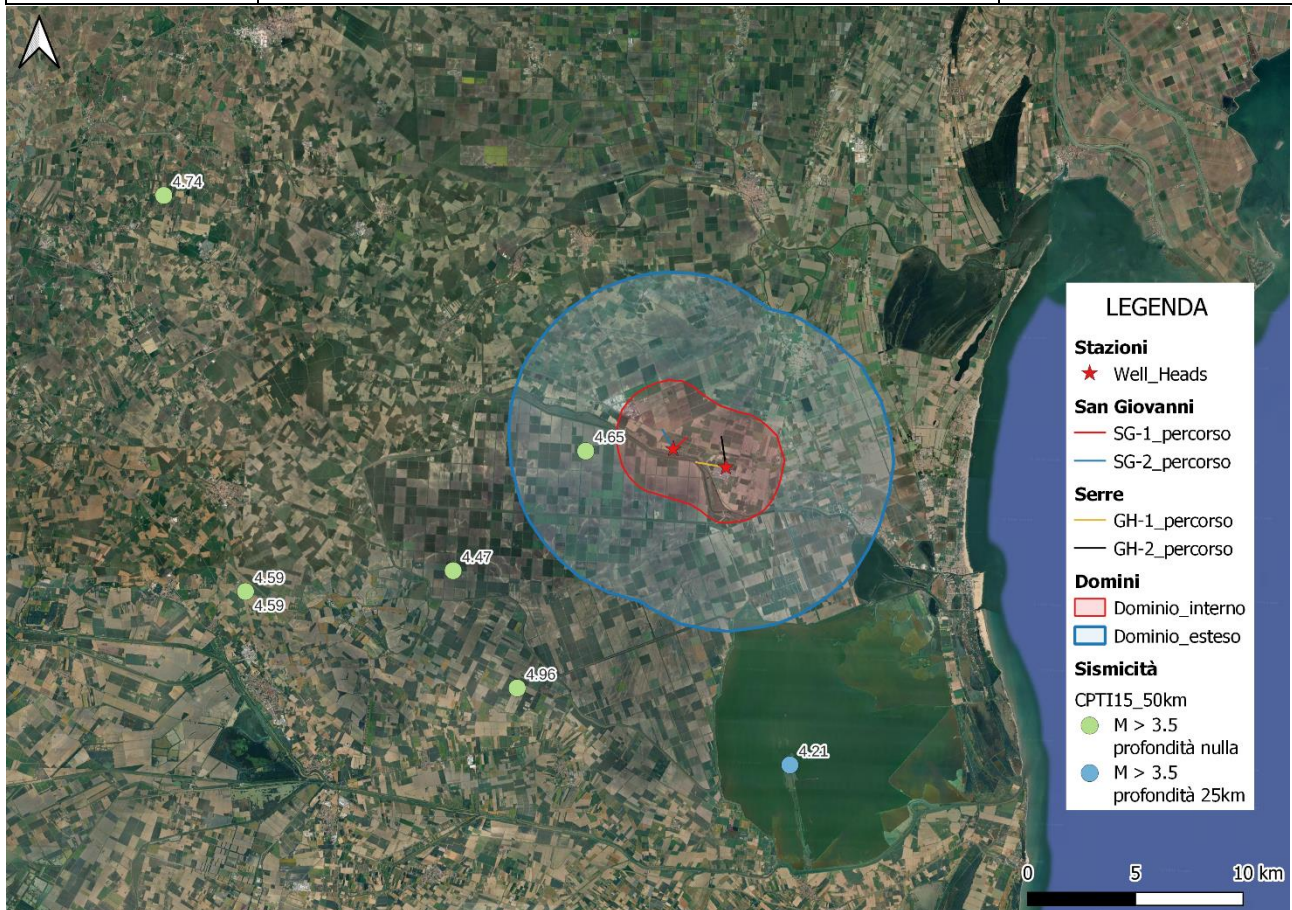 4.74
4.65
4.47
4.59
4.59
4.96
4.21
LEGENDA
Stazioni
Well_Heads
San Giovanni
SG-1_percorso
SG-2_percorso
Serre
GH-1_percorso
GH-2_percorso
Domini
Dominio_interno
Dominio_esteso
Sismicità
CPTI15_50km
M > 3.5
profondità nulla
M > 3.5
profondità 25km
0 5 10 km